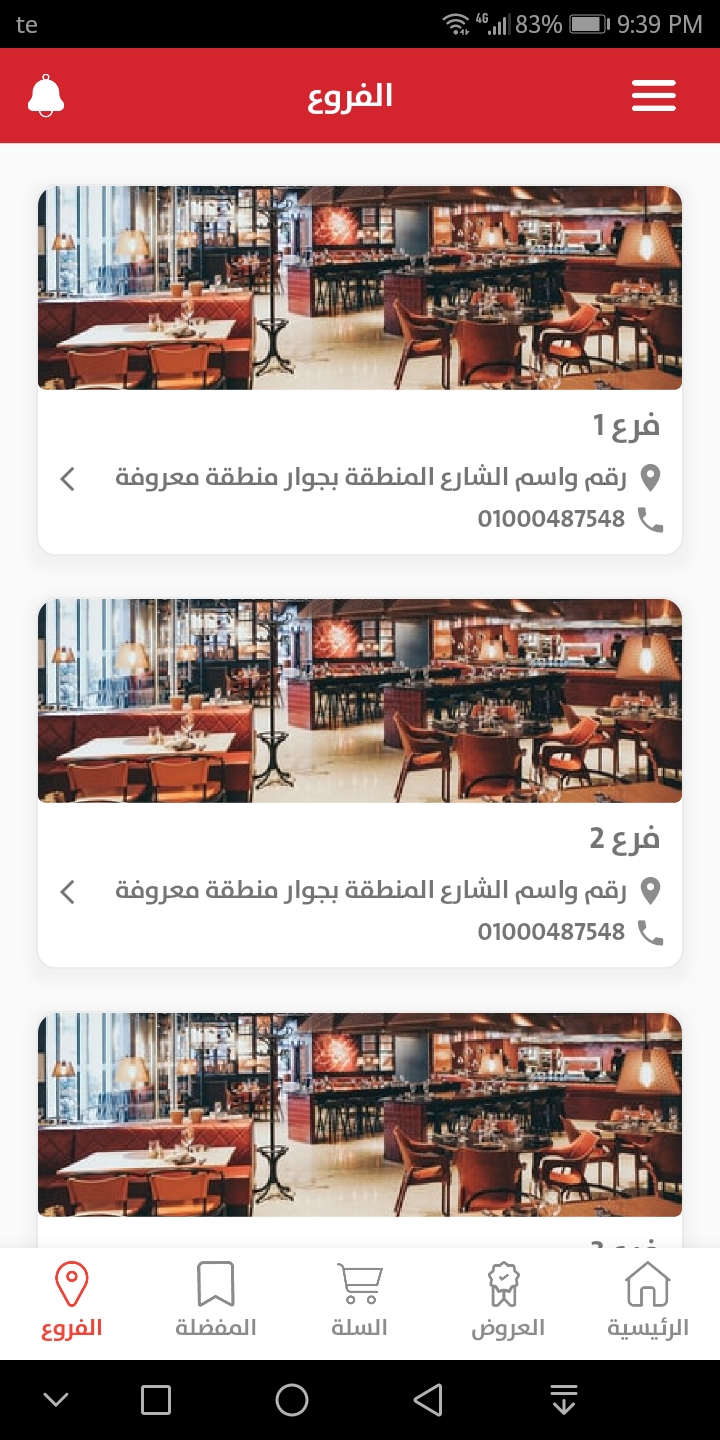 te 4G 83% 9:39 PM
الفروع
فرع 1
رقم واسم الشارع المنطقة بجوار منطقة معروفة
01000487548
فرع 2
رقم واسم الشارع المنطقة بجوار منطقة معروفة
01000487548
الرئيسية العروض السلة المفضلة الفروع